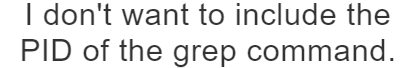 I don't want to include the
PID of the grep command.